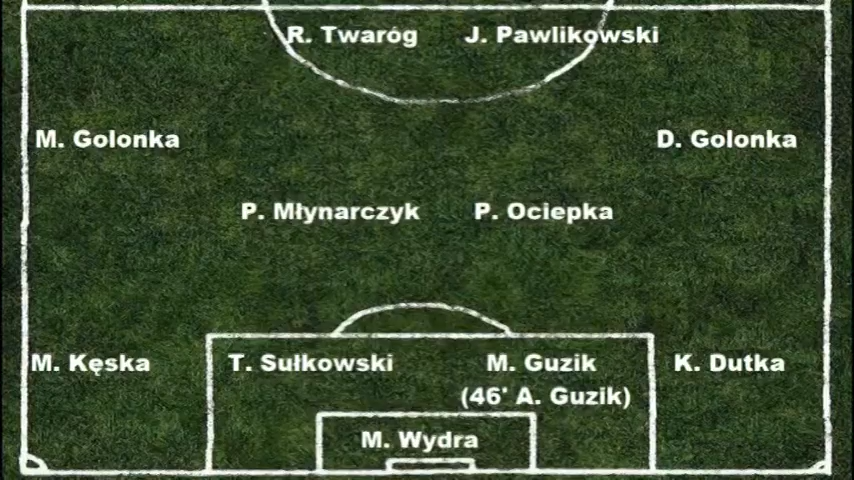 R. Twaróg J. Pawlikowski
M. Golonka D. Golonka
P. Młynarczyk P. Ociepka
M. Kęska T. Sułkowski M. Guzik K. Dutka
(46' A. Guzik)
M. Wydra